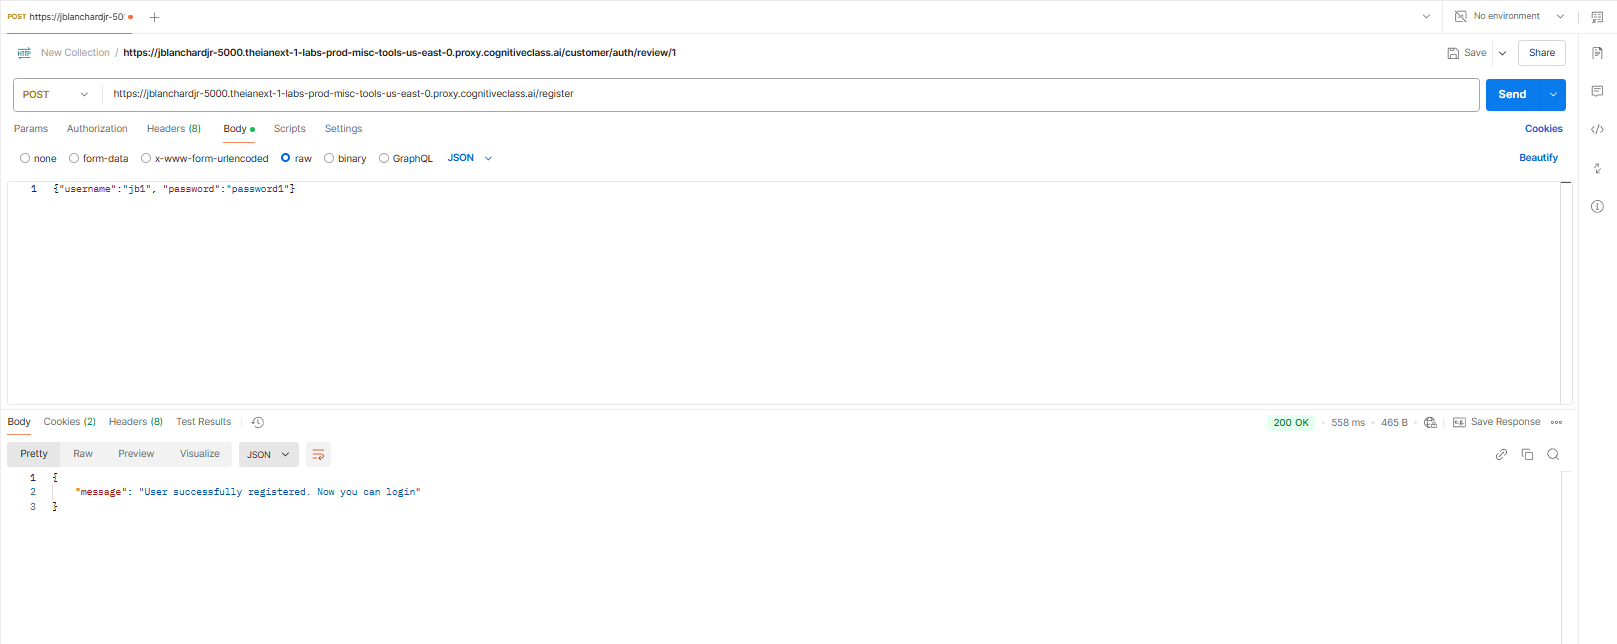 POST https://jblanchardjr-50 No environment
HTTP New Collection / https://jblanchardjr-5000.theianext-1-labs-prod-misc-tools-us-east-0.proxy.cognitiveclass.ai/customer/auth/review/1 Save Share
POST https://jblanchardjr-5000.theianext-1-labs-prod-misc-tools-us-east-0.proxy.cognitiveclass.ai/register Send
Params Authorization Headers (8) Body Scripts Settings Cookies
none form-data x-www-form-urlencoded raw binary GraphQL JSON Beautify
1 {"username":"jb1", "password":"password1"}
Body Cookies (2) Headers (8) Test Results 200 OK 558 ms 465 B e.g. Save Response
Pretty Raw Preview Visualize JSON
1 {
2 "message": "User successfully registered. Now you can login"
3 }